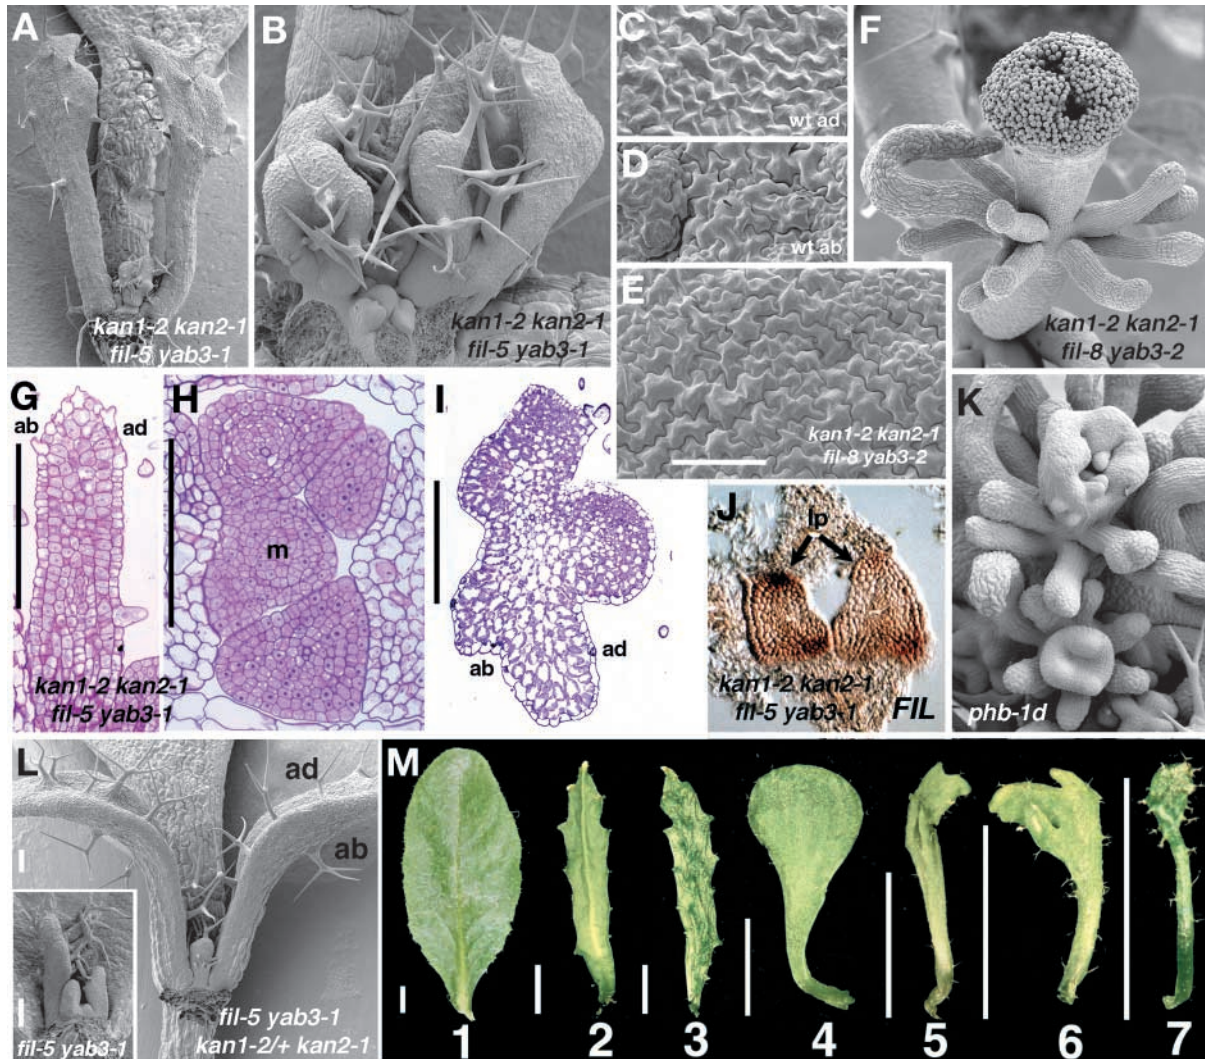 A
kan1-2 kan2-1
fil-5 yab3-1
B
kan1-2 kan2-1
fil-5 yab3-1
C
wt ad
D
wt ab
E
kan1-2 kan2-1
fil-8 yab3-2
F
kan1-2 kan2-1
fil-8 yab3-2
G
ab
ad
kan1-2 kan2-1
fil-5 yab3-1
H
m
I
ab
ad
J
lp
kan1-2 kan2-1
fil-5 yab3-1
FIL
K
phb-1d
L
ad
ab
fil-5 yab3-1
fil-5 yab3-1
kan1-2/+ kan2-1
M
1 2 3 4 5 6 7